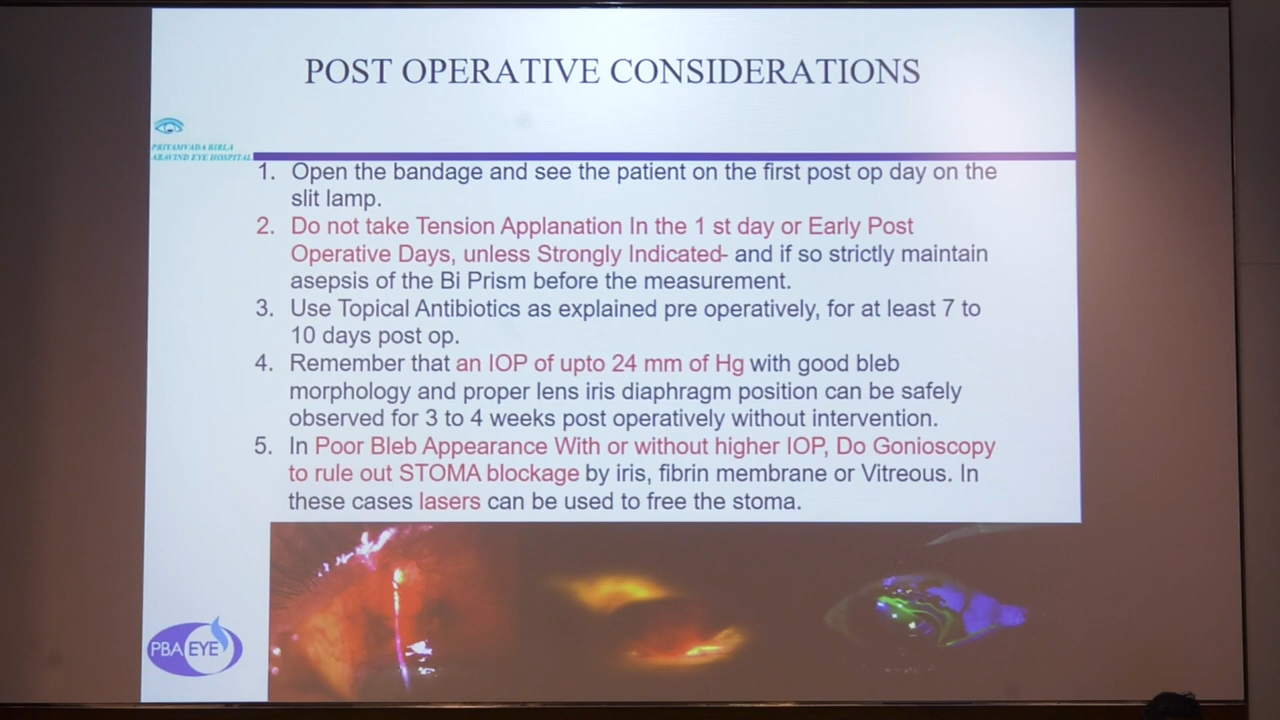 POST OPERATIVE CONSIDERATIONS
PRIYAMVADA BIRLA
ARAVIND EYE HOSPITAL
1. Open the bandage and see the patient on the first post op day on the
slit lamp.
2. Do not take Tension Applanation In the 1 st day or Early Post
Operative Days, unless Strongly Indicated- and if so strictly maintain
asepsis of the Bi Prism before the measurement.
3. Use Topical Antibiotics as explained pre operatively, for at least 7 to
10 days post op.
4. Remember that an IOP of upto 24 mm of Hg with good bleb
morphology and proper lens iris diaphragm position can be safely
observed for 3 to 4 weeks post operatively without intervention.
5. In Poor Bleb Appearance With or without higher IOP, Do Gonioscopy
to rule out STOMA blockage by iris, fibrin membrane or Vitreous. In
these cases lasers can be used to free the stoma.
PBA EYE